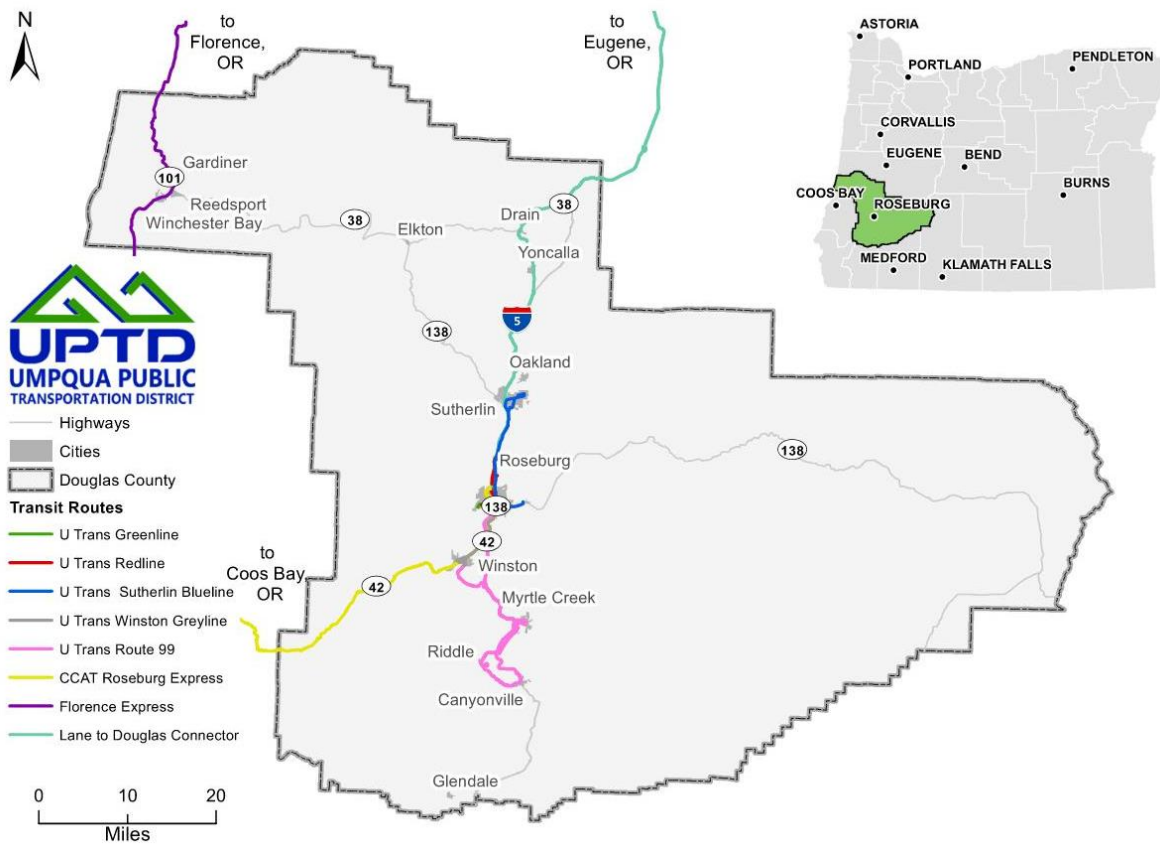 N
to
Florence,
OR
to
Eugene,
OR
ASTORIA
PORTLAND
PENDLETON
CORVALLIS
EUGENE
BEND
BURNS
COOS BAY
ROSEBURG
MEDFORD
KLAMATH FALLS
Gardiner
101
Reedsport
Winchester Bay
38
Elkton
Drain
38
Yoncalla
5
138
Oakland
Sutherlin
Roseburg
138
138
42
Winston
to
Coos Bay,
OR
42
Myrtle Creek
Riddle
Canyonville
Glendale
UPTD
UMPQUA PUBLIC
TRANSPORTATION DISTRICT
Highways
Cities
Douglas County
Transit Routes
U Trans Greenline
U Trans Redline
U Trans Sutherlin Blueline
U Trans Winston Greyline
U Trans Route 99
CCAT Roseburg Express
Florence Express
Lane to Douglas Connector
0 10 20
Miles